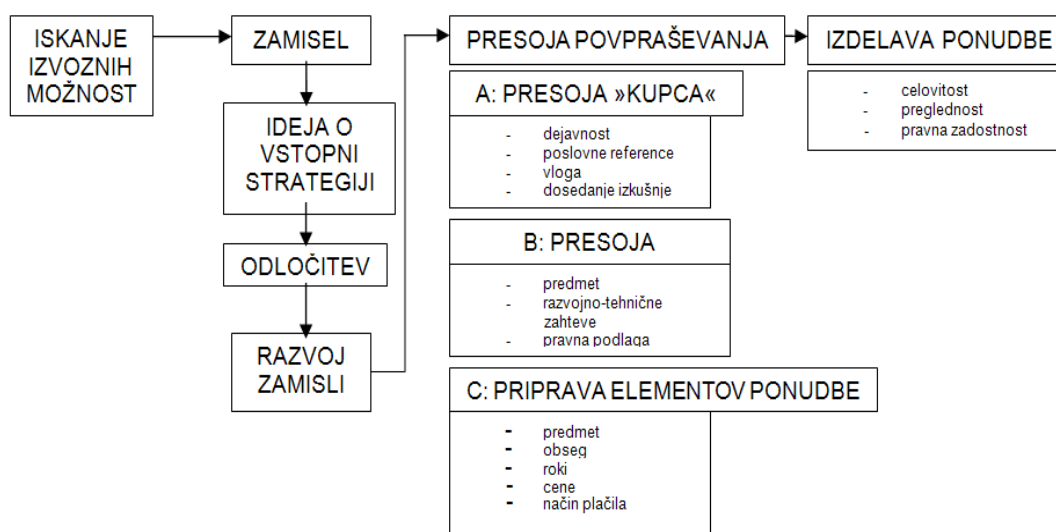 ISKANJE
IZVOZNIH
MOŽNOST
ZAMISEL
IDEJA O
VSTOPNI
STRATEGIJI
ODLOČITEV
RAZVOJ
ZAMISLI
PRESOJA POVPRAŠEVANJA
A: PRESOJA »KUPCA«
- dejavnost
- poslovne reference
- vloga
- dosedanje izkušnje
B: PRESOJA
- predmet
- razvojno-tehnične
zahteve
- pravna podlaga
C: PRIPRAVA ELEMENTOV PONUDBE
- predmet
- obseg
- roki
- cene
- način plačila
IZDELAVA PONUDBE
- celovitost
- preglednost
- pravna zadostnost